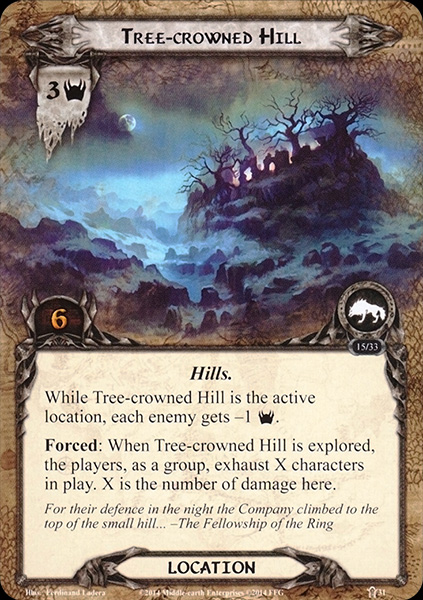 TREE-CROWNED HILL
3
6
15/33
Hills.
While Tree-crowned Hill is the active
location, each enemy gets –1 .
Forced: When Tree-crowned Hill is explored,
the players, as a group, exhaust X characters
in play. X is the number of damage here.
For their defence in the night the Company climbed to the
top of the small hill... –The Fellowship of the Ring
LOCATION
©2014 Middle-earth Enterprises ©2014 FFG
31